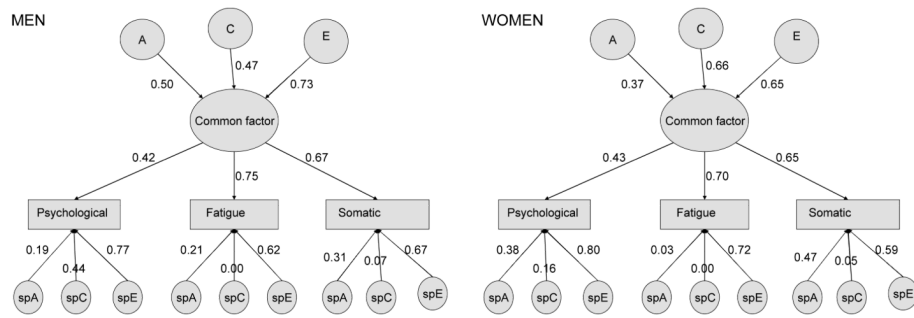 MEN
A
C
E
0.50
0.47
0.73
Common factor
0.42
0.75
0.67
Psychological
Fatigue
Somatic
0.19
0.44
0.77
0.21
0.00
0.62
0.31
0.07
0.67
spA
spC
spE
spA
spC
spE
spA
spC
spE
WOMEN
A
C
E
0.37
0.66
0.65
Common factor
0.43
0.70
0.65
Psychological
Fatigue
Somatic
0.38
0.16
0.80
0.03
0.00
0.72
0.47
0.05
0.59
spA
spC
spE
spA
spC
spE
spA
spC
spE